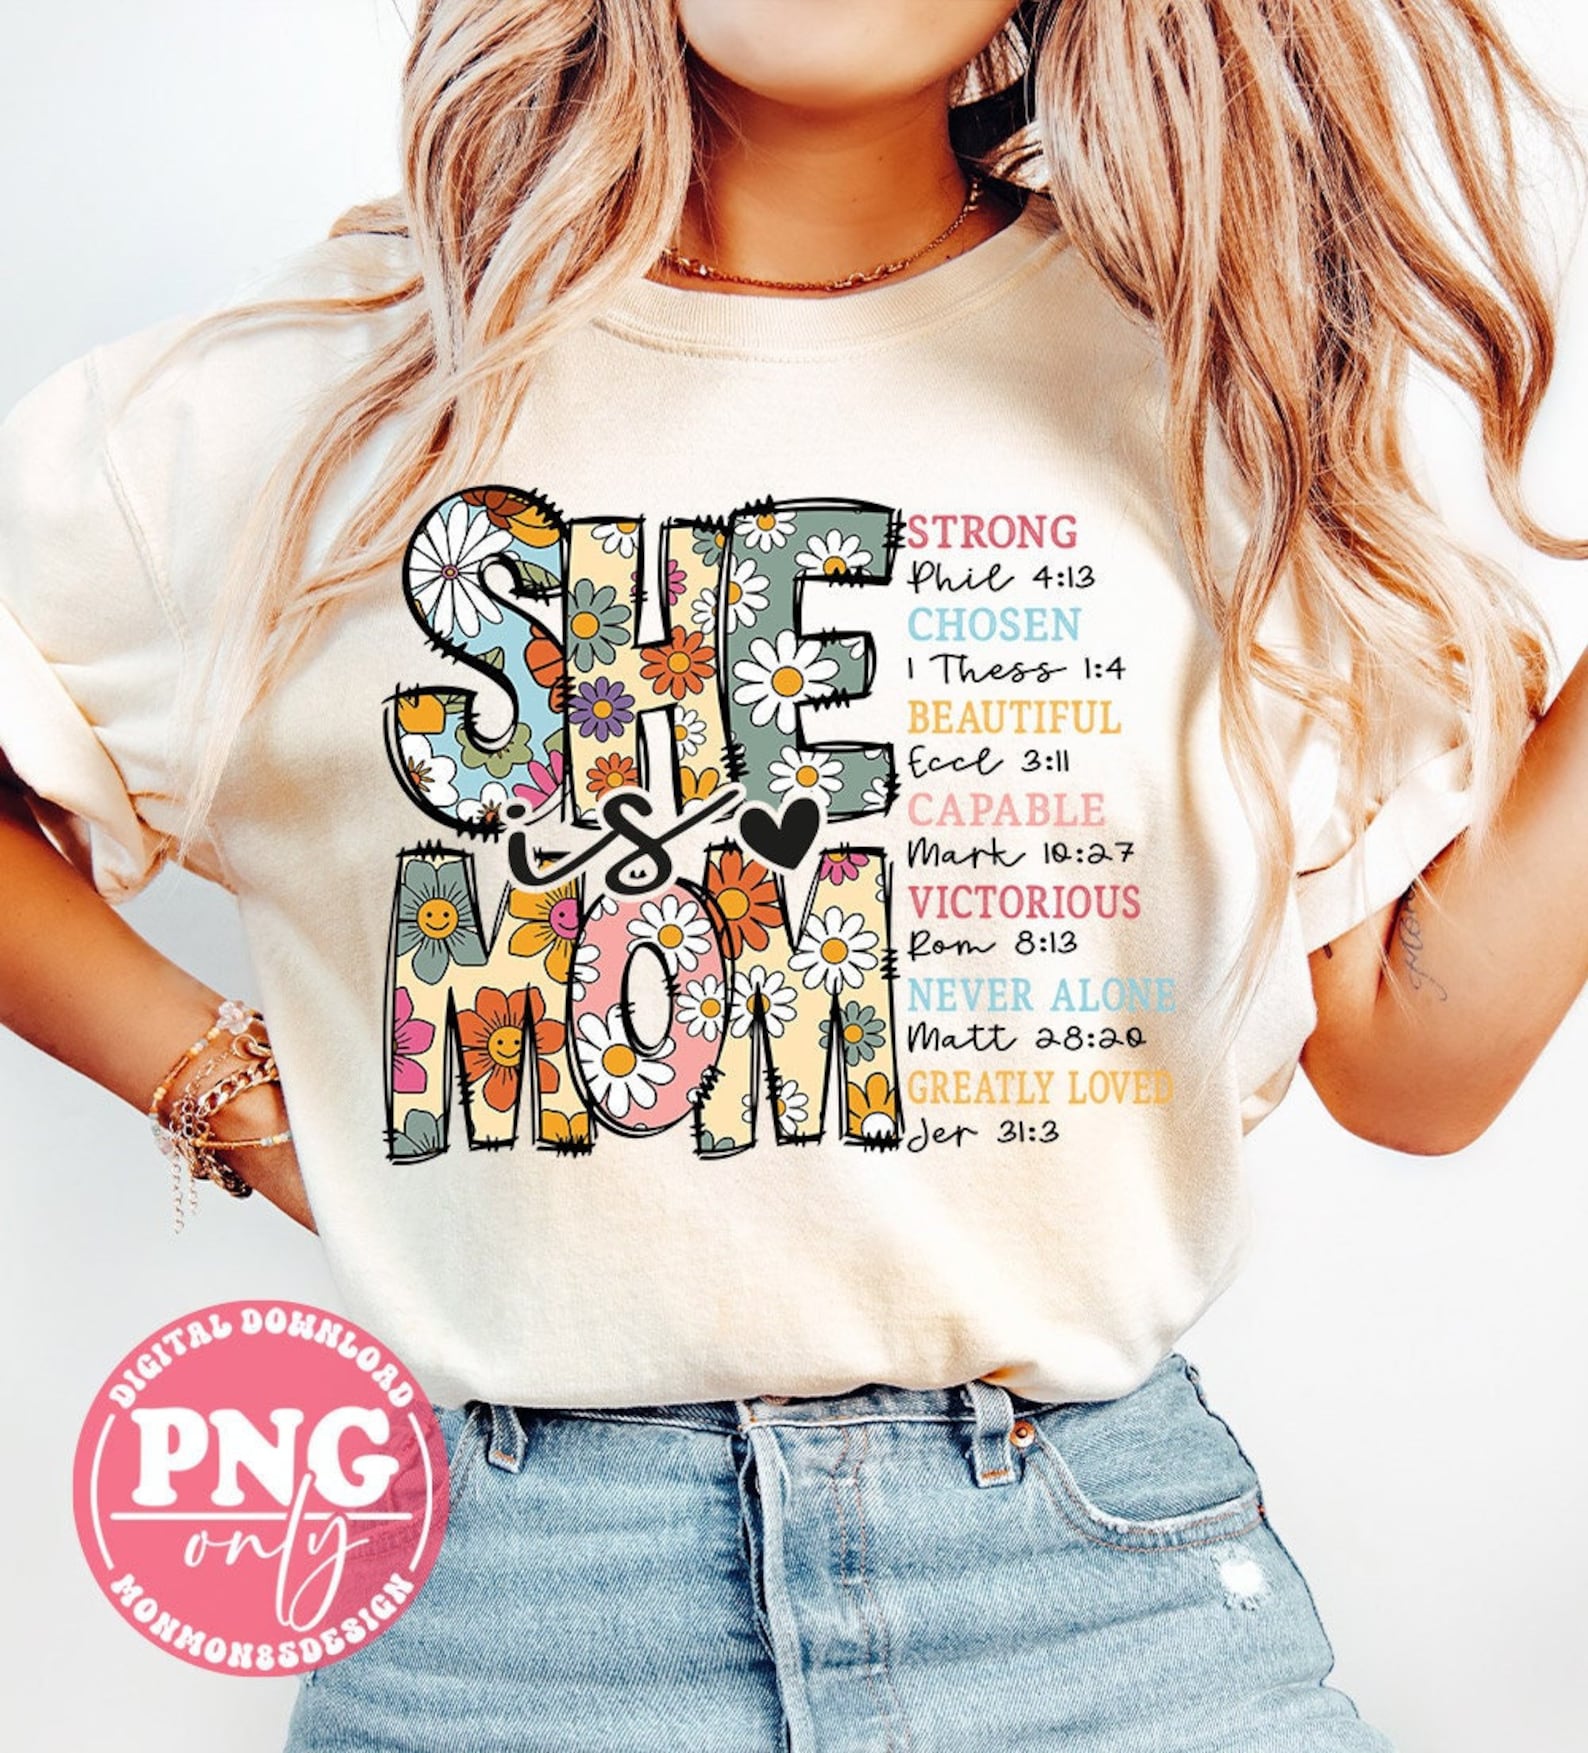 SHE
is
MOM
STRONG
Phil 4:13
CHOSEN
1 Thess 1:4
BEAUTIFUL
Eccl 3:11
CAPABLE
Mark 10:27
VICTORIOUS
Rom 8:13
NEVER ALONE
Matt 28:20
GREATLY LOVED
Jer 31:3
DIGITAL DOWNLOAD
PNG
only
MONMON8SDESIGN